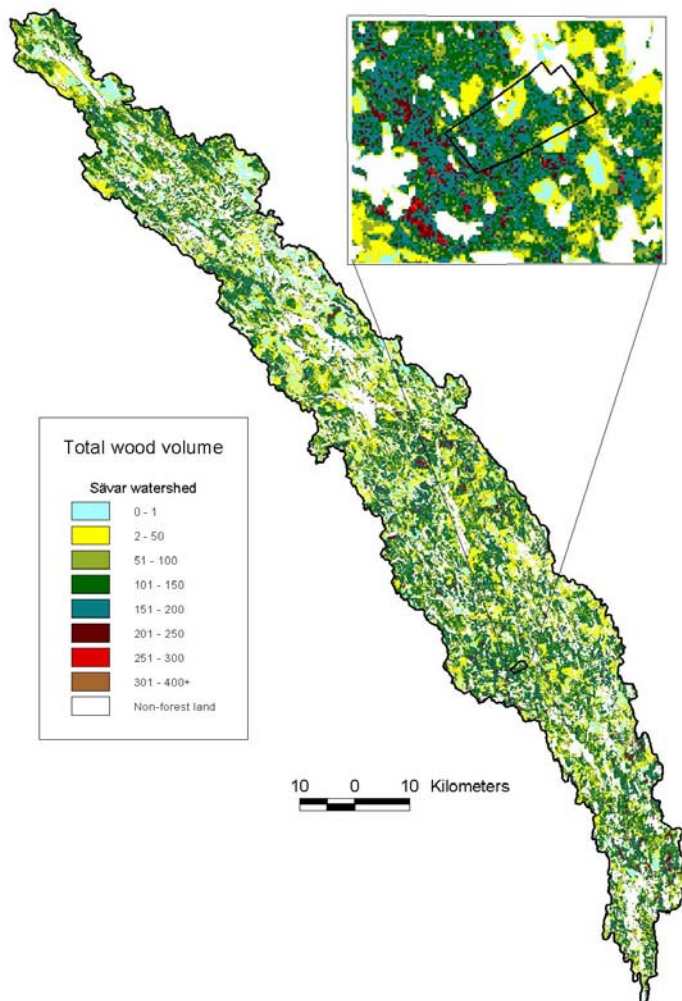 Total wood volume
Sävar watershed
0 - 1
2 - 50
51 - 100
101 - 150
151 - 200
201 - 250
251 - 300
301 - 400+
Non-forest land
10 0 10 Kilometers